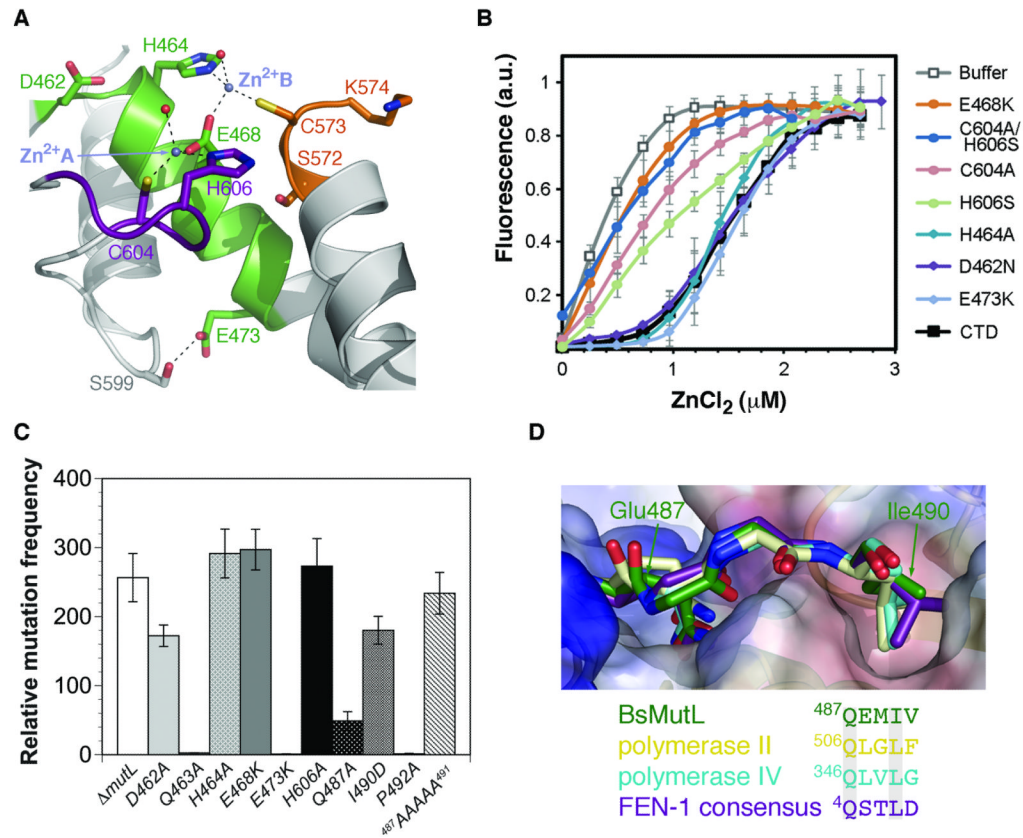 A
H464
D462
Zn²⁺B
K574
E468
C573
Zn²⁺A
S572
H606
C604
E473
S599
B
Fluorescence (a.u.)
1
0.8
0.6
0.4
0.2
0
1
2
3
ZnCl₂ (μM)
Buffer
E468K
C604A/
H606S
C604A
H606S
H464A
D462N
E473K
CTD
C
Relative mutation frequency
400
300
200
100
0
ΔmutL
D462A
Q463A
H464A
E468K
E473K
H606A
Q487A
I490D
P492A
⁴⁸⁷AAAAA⁴⁹¹
D
Glu487
Ile490
BsMutL ⁴⁸⁷QEMIV
polymerase II ⁵⁰⁶QLGLF
polymerase IV ³⁴⁶QLVLG
FEN-1 consensus ⁴QSTLD